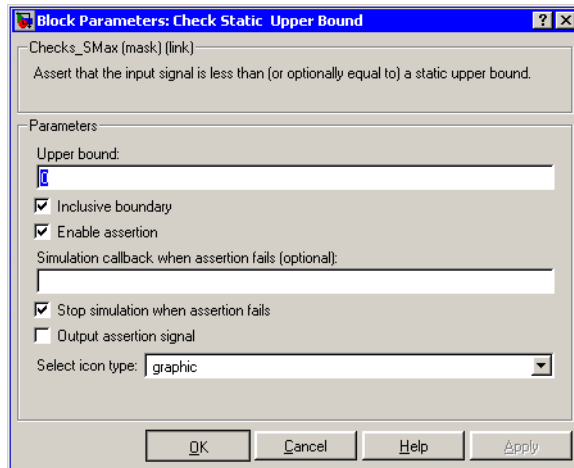 Block Parameters: Check Static  Upper Bound
Checks_SMax (mask) (link)
Assert that the input signal is less than (or optionally equal to) a static upper bound.
Parameters
Upper bound:
0
Inclusive boundary
Enable assertion
Simulation callback when assertion fails (optional):
Stop simulation when assertion fails
Output assertion signal
Select icon type: graphic
OK Cancel Help Apply